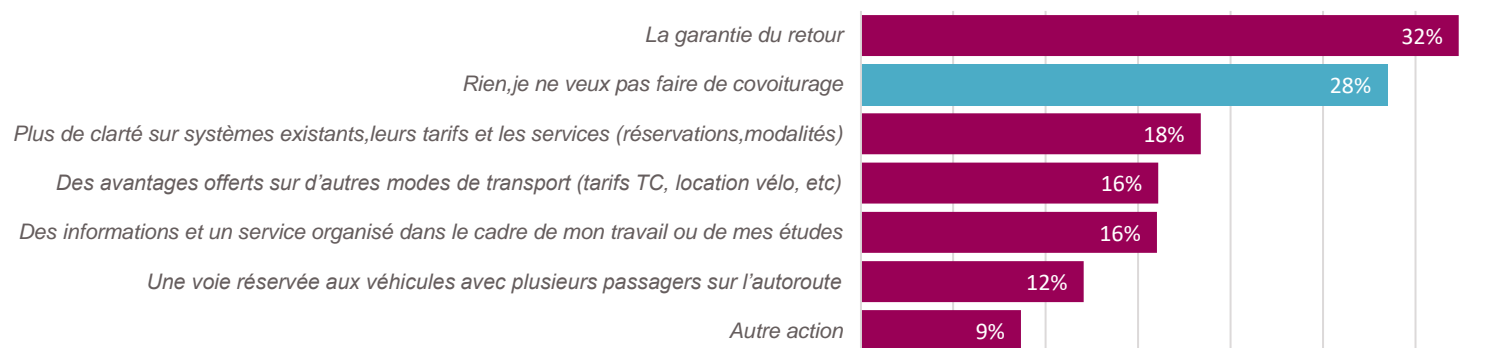 La garantie du retour 32%
Rien,je ne veux pas faire de covoiturage 28%
Plus de clarté sur systèmes existants,leurs tarifs et les services (réservations,modalités) 18%
Des avantages offerts sur d’autres modes de transport (tarifs TC, location vélo, etc) 16%
Des informations et un service organisé dans le cadre de mon travail ou de mes études 16%
Une voie réservée aux véhicules avec plusieurs passagers sur l’autoroute 12%
Autre action 9%